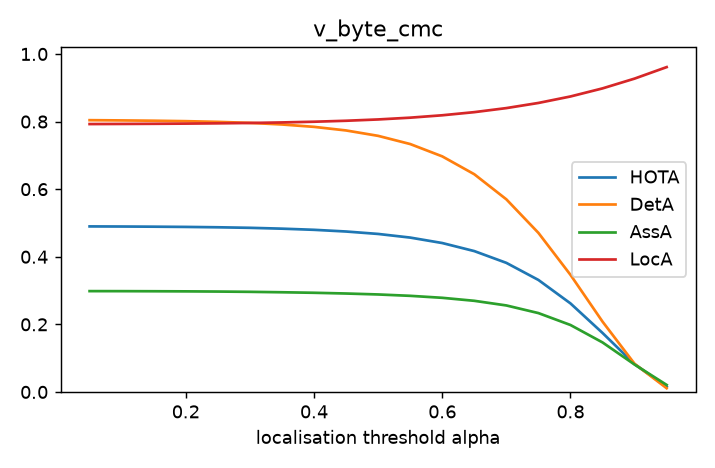 v_byte_cmc
1.0
0.8
0.6
0.4
0.2
0.0
HOTA
DetA
AssA
LocA
0.2 0.4 0.6 0.8
localisation threshold alpha